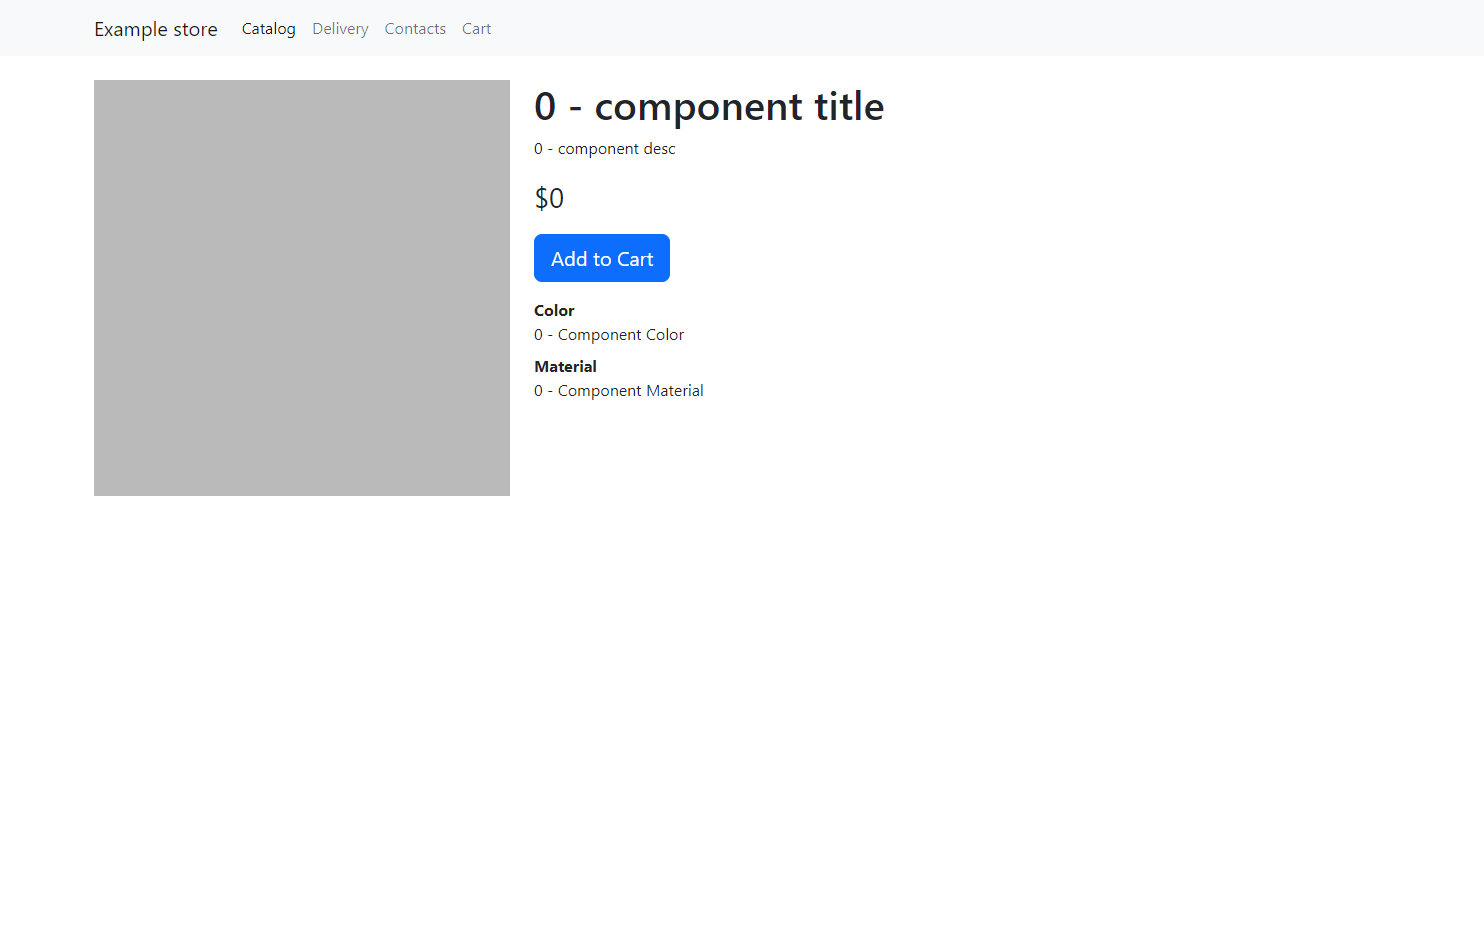 Example store Catalog Delivery Contacts Cart
0 - component title
0 - component desc
$0
Add to Cart
Color
0 - Component Color
Material
0 - Component Material